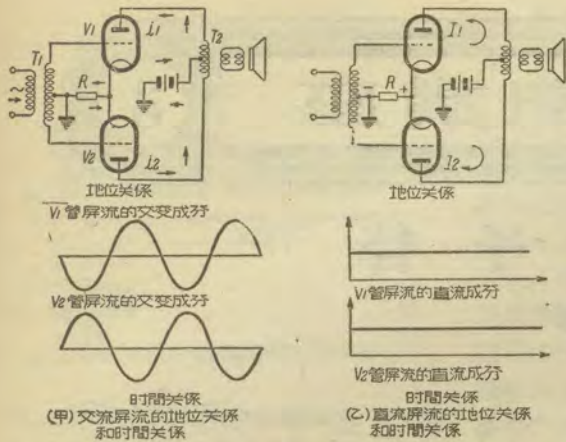 V1
i1
T1
T2
R
V2
i2
地位关係
V1管屏流的交变成分
V2管屏流的交变成分
时間关係
(甲)交流屏流的地位关係
和时間关係
I1
R
I2
地位关係
V1管屏流的直流成分
V2管屏流的直流成分
时間关係
(乙)直流屏流的地位关係
和时間关係